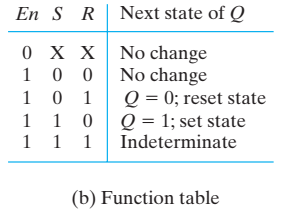 En S R Next state of Q
0 X X No change
1 0 0 No change
1 0 1 Q = 0; reset state
1 1 0 Q = 1; set state
1 1 1 Indeterminate
(b) Function table